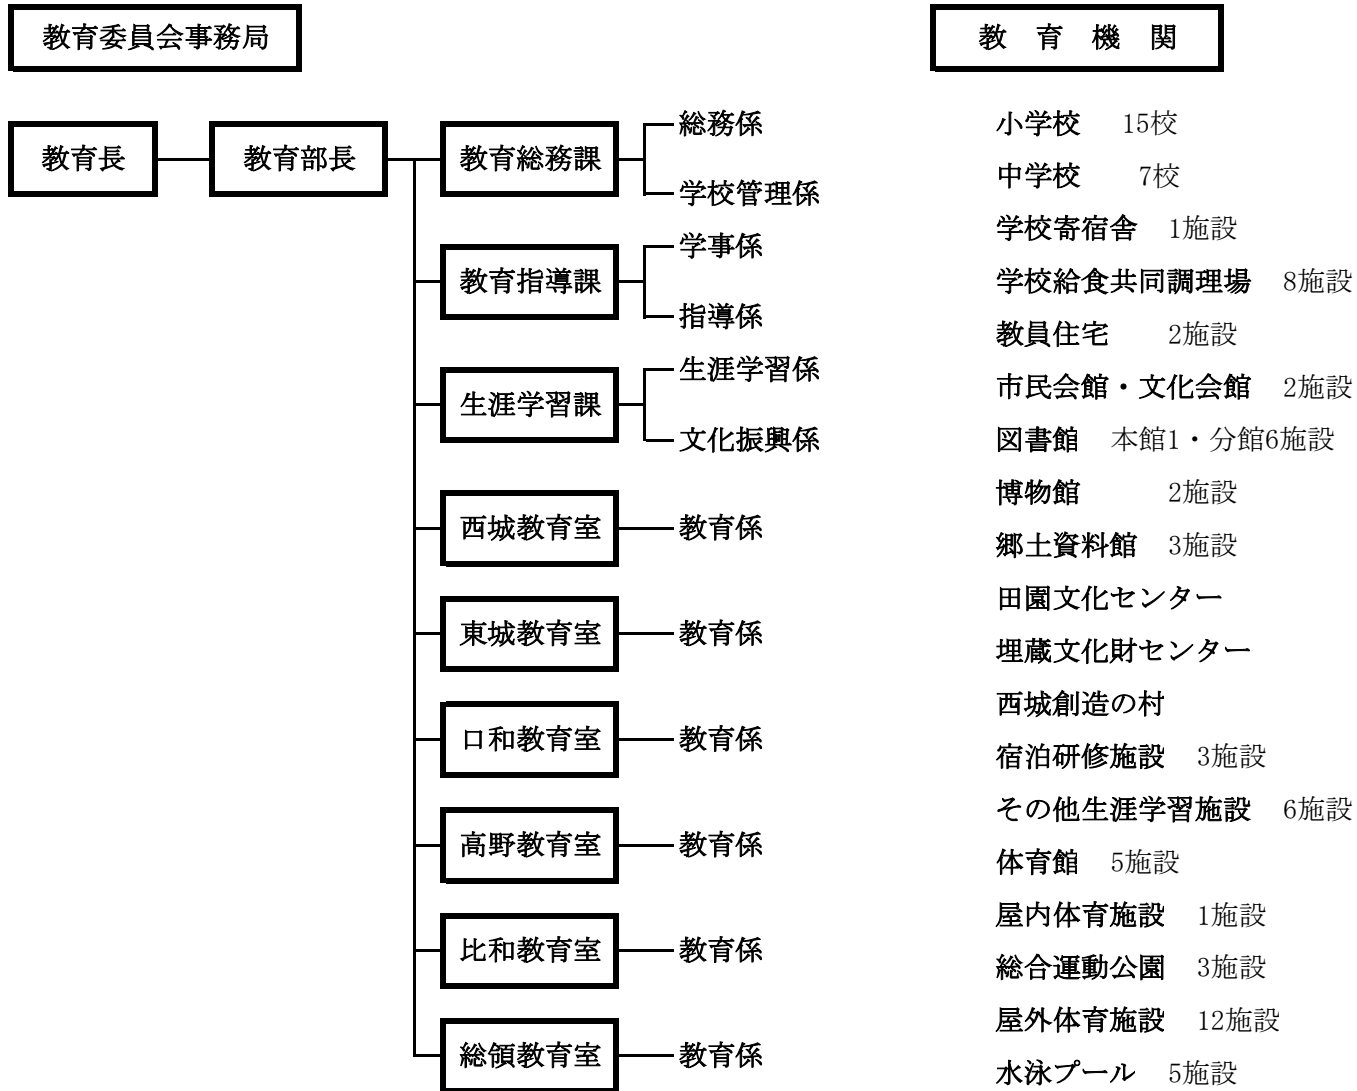 教育委員会事務局
教育長
教育部長
教育総務課
総務係
学校管理係
教育指導課
学事係
指導係
生涯学習課
生涯学習係
文化振興係
西城教育室
教育係
東城教育室
教育係
口和教育室
教育係
高野教育室
教育係
比和教育室
教育係
総領教育室
教育係
教 育 機 関
小学校 15校
中学校 7校
学校寄宿舎 1施設
学校給食共同調理場 8施設
教員住宅 2施設
市民会館・文化会館 2施設
図書館 本館1・分館6施設
博物館 2施設
郷土資料館 3施設
田園文化センター
埋蔵文化財センター
西城創造の村
宿泊研修施設 3施設
その他生涯学習施設 6施設
体育館 5施設
屋内体育施設 1施設
総合運動公園 3施設
屋外体育施設 12施設
水泳プール 5施設